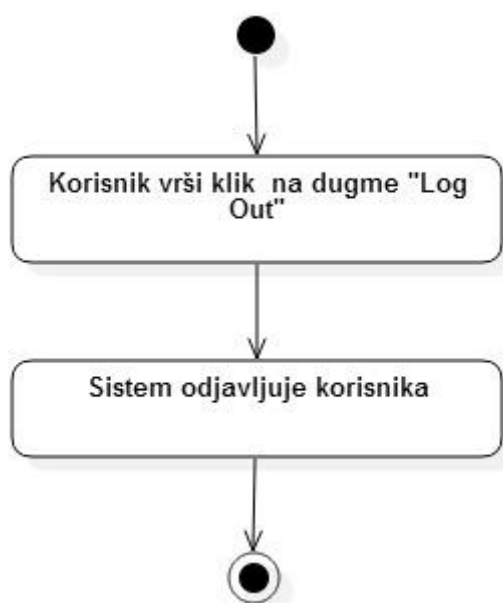 Korisnik vrši klik  na dugme "Log
Out"
Sistem odjavljuje korisnika